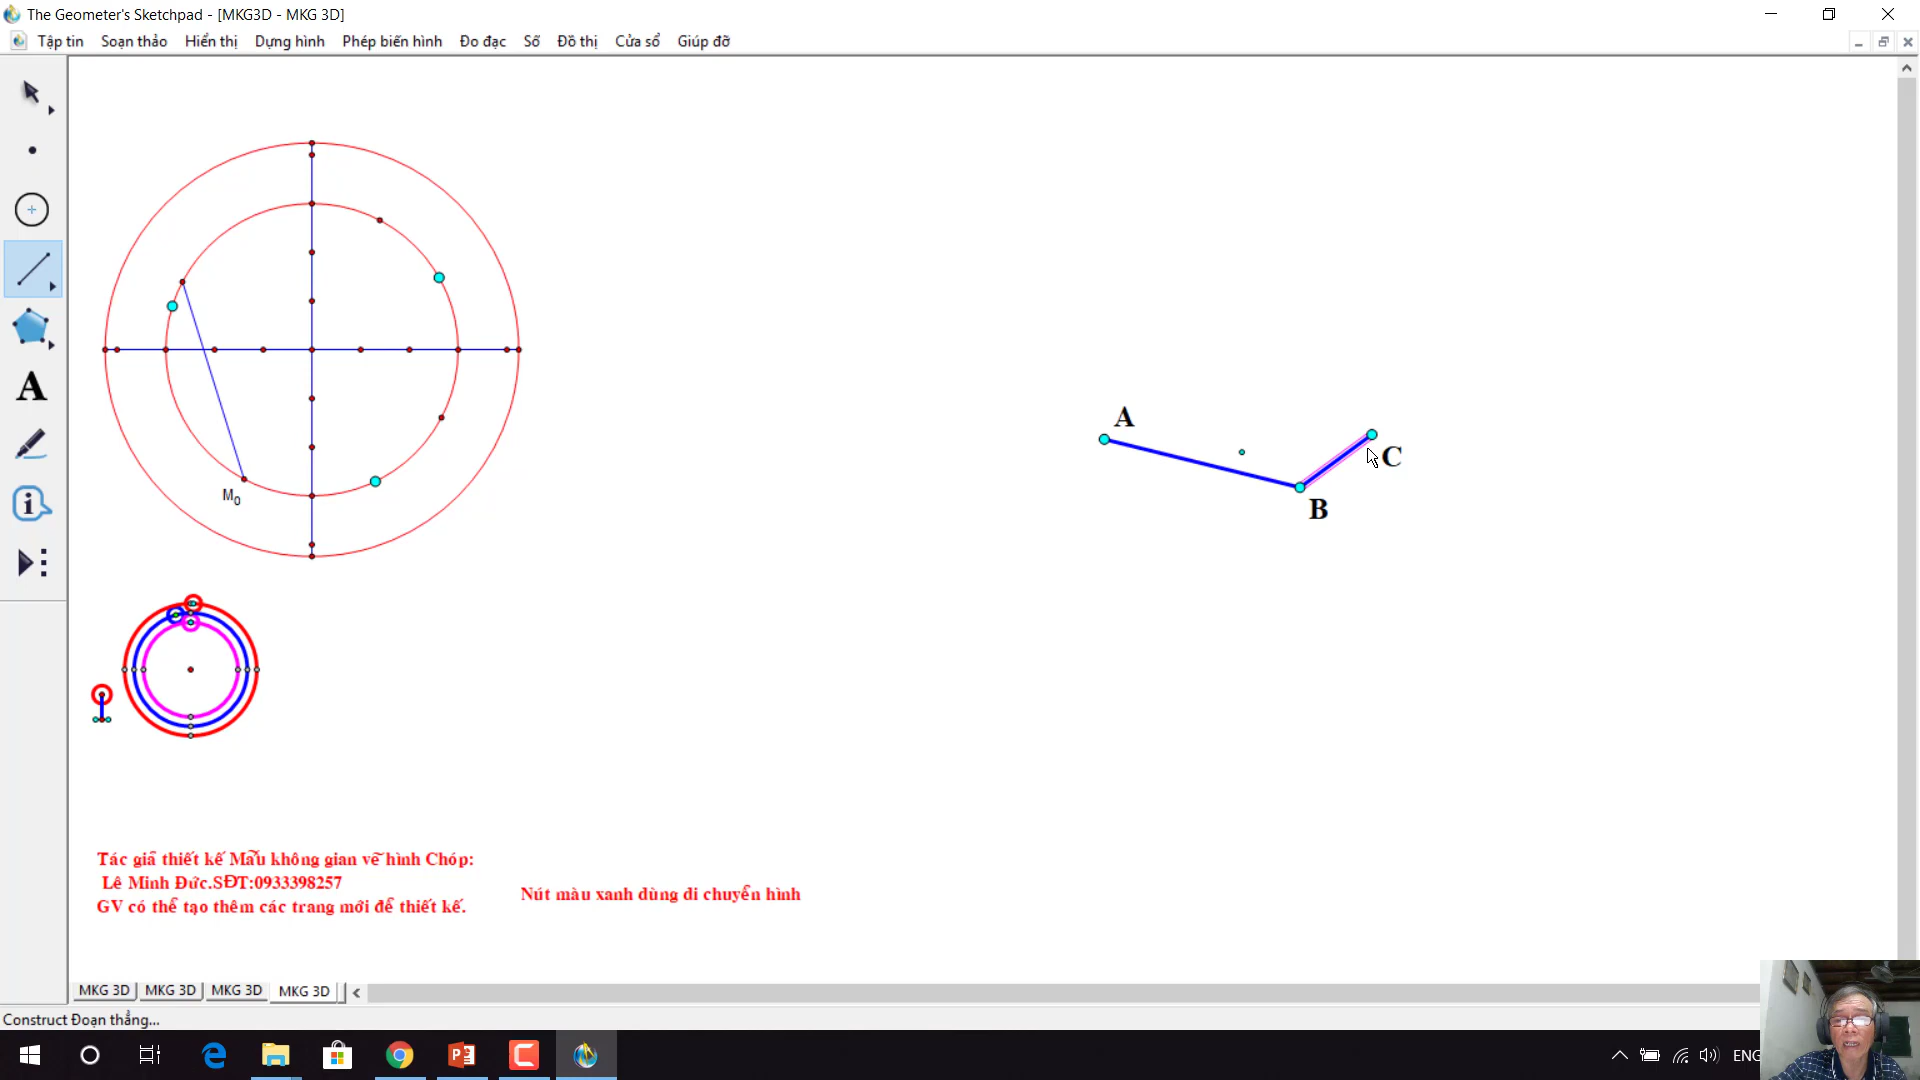 The Geometer's Sketchpad - [MKG3D - MKG 3D]
Tập tin Soạn thảo Hiển thị Dựng hình Phép biến hình Đo đạc Số Đồ thị Cửa sổ Giúp đỡ
A
A
C
B
M0
Tác giả thiết kế Mẫu không gian vẽ hình Chóp:
Lê Minh Đức.SĐT:0933398257
GV có thể tạo thêm các trang mới để thiết kế.
Nút màu xanh dùng di chuyển hình
MKG 3D MKG 3D MKG 3D MKG 3D
Construct Đoạn thẳng...
ENG